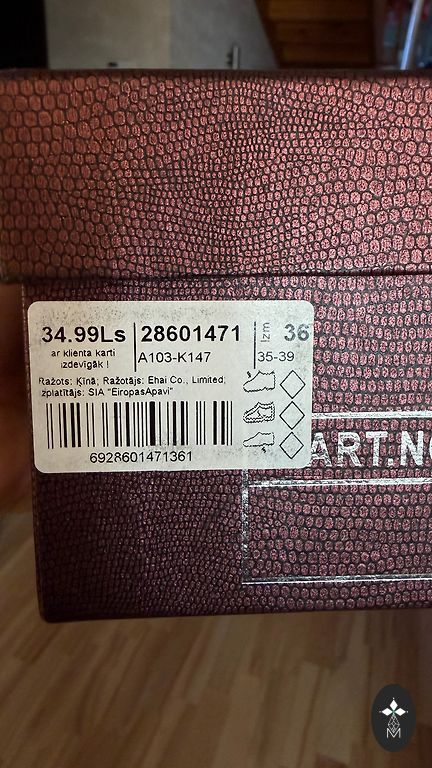 34.99Ls 28601471 Izm 36
ar klienta karti A103-K147 35-39
izdevīgāk !
Ražots: Ķīnā; Ražotājs: Ehai Co., Limited;
Izplatītājs: SIA "EiropasApavi"
6928601471361
ART.NO